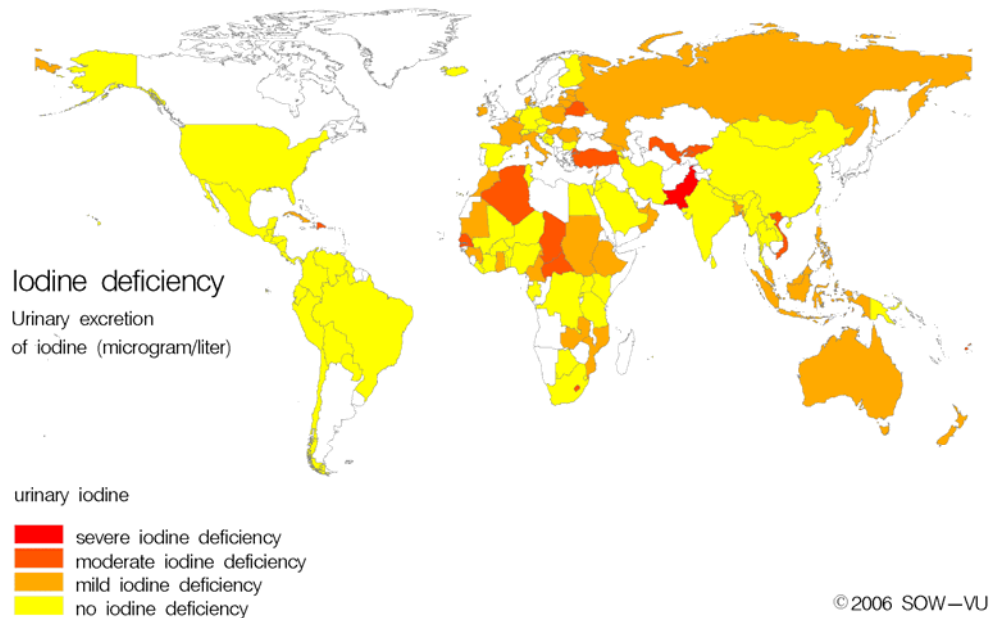 Iodine deficiency
Urinary excretion
of iodine (microgram/liter)
urinary iodine
severe iodine deficiency
moderate iodine deficiency
mild iodine deficiency
no iodine deficiency
© 2006 SOW–VU